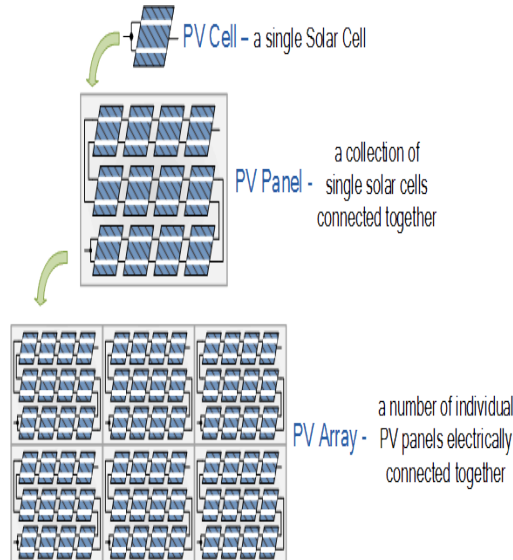 PV Cell – a single Solar Cell
a collection of
PV Panel - single solar cells
connected together
a number of individual
PV Array - PV panels electrically
connected together